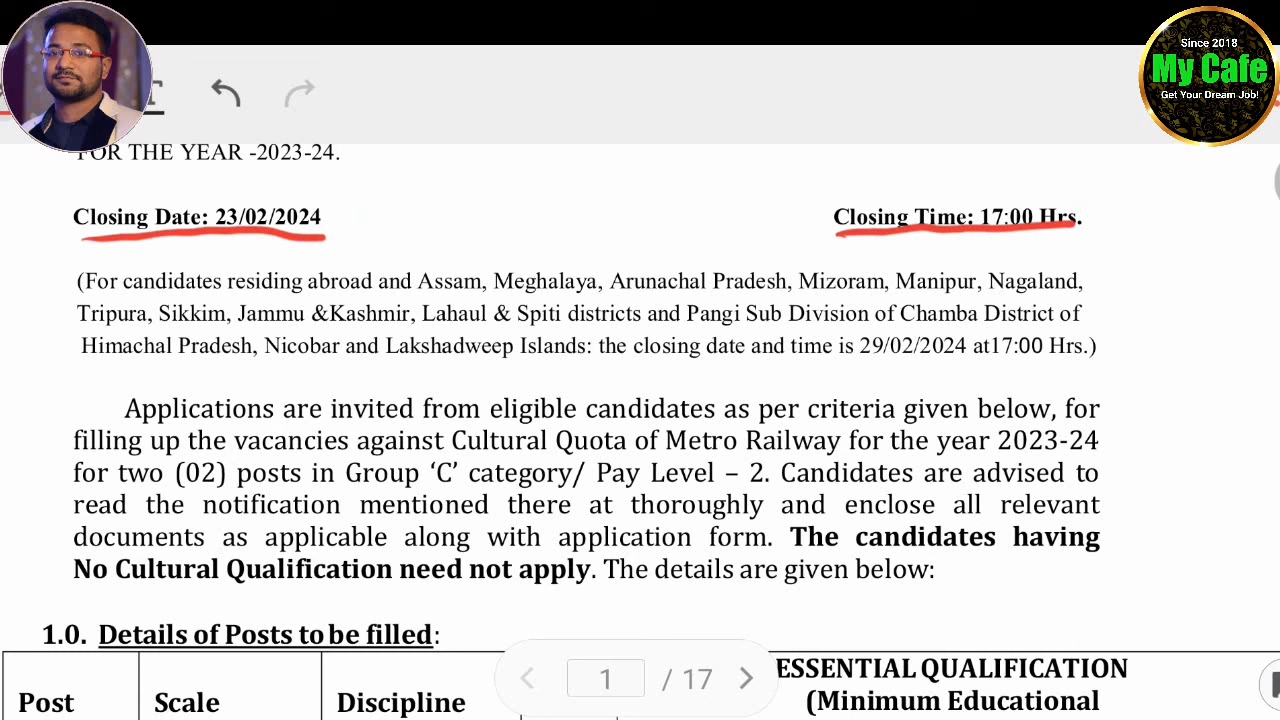 Since 2018
My Cafe
Get Your Dream Job!
T
FOR THE YEAR -2023-24.
Closing Date: 23/02/2024 Closing Time: 17:00 Hrs.
(For candidates residing abroad and Assam, Meghalaya, Arunachal Pradesh, Mizoram, Manipur, Nagaland,
Tripura, Sikkim, Jammu &Kashmir, Lahaul & Spiti districts and Pangi Sub Division of Chamba District of
Himachal Pradesh, Nicobar and Lakshadweep Islands: the closing date and time is 29/02/2024 at17:00 Hrs.)
Applications are invited from eligible candidates as per criteria given below, for
filling up the vacancies against Cultural Quota of Metro Railway for the year 2023-24
for two (02) posts in Group ‘C’ category/ Pay Level – 2. Candidates are advised to
read the notification mentioned there at thoroughly and enclose all relevant
documents as applicable along with application form. The candidates having
No Cultural Qualification need not apply. The details are given below:
1.0. Details of Posts to be filled:
Post Scale Discipline ESSENTIAL QUALIFICATION
(Minimum Educational
1 / 17